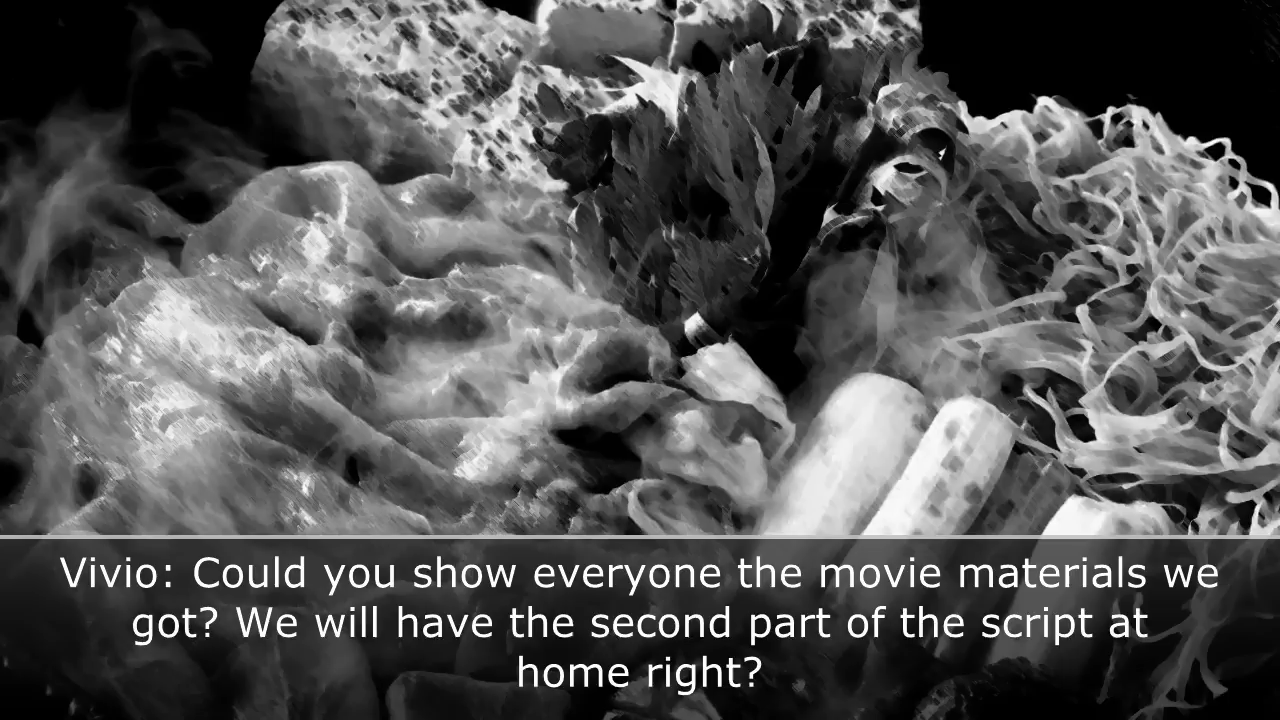 Vivio: Could you show everyone the movie materials we
got? We will have the second part of the script at
home right?